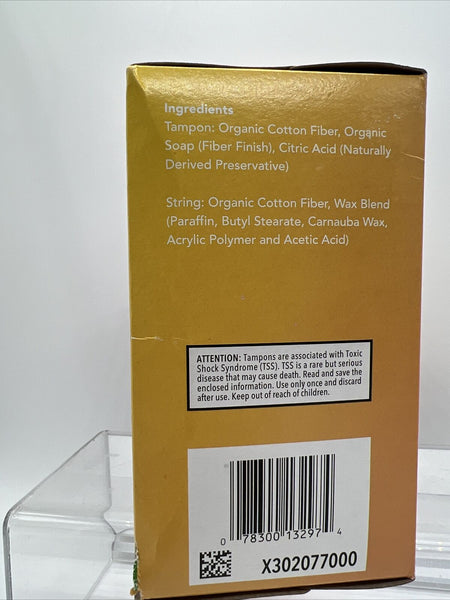 Ingredients
Tampon: Organic Cotton Fiber, Organic
Soap (Fiber Finish), Citric Acid (Naturally
Derived Preservative)
String: Organic Cotton Fiber, Wax Blend
(Paraffin, Butyl Stearate, Carnauba Wax,
Acrylic Polymer and Acetic Acid)
ATTENTION: Tampons are associated with Toxic
Shock Syndrome (TSS). TSS is a rare but serious
disease that may cause death. Read and save the
enclosed information. Use only once and discard
after use. Keep out of reach of children.
0 78300 13297 4
X302077000